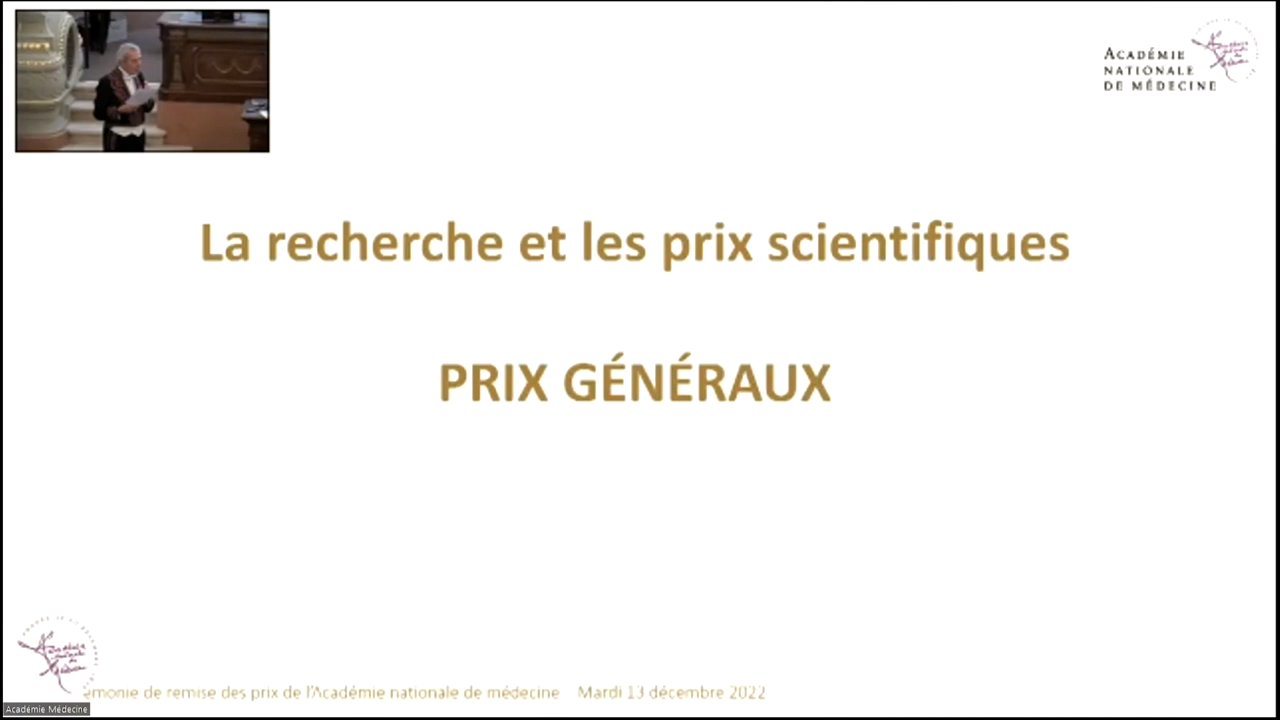 ACADÉMIE
NATIONALE
DE MÉDECINE
La recherche et les prix scientifiques
PRIX GÉNÉRAUX
émonie de remise des prix de l'Académie nationale de médecine Mardi 13 décembre 2022
Académie Médecine